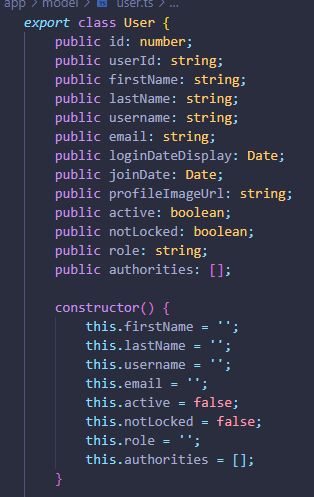 app > model > user.ts > ...
export class User {
public id: number;
public userId: string;
public firstName: string;
public lastName: string;
public username: string;
public email: string;
public loginDateDisplay: Date;
public joinDate: Date;
public profileImageUrl: string;
public active: boolean;
public notLocked: boolean;
public role: string;
public authorities: [];
constructor() {
this.firstName = '';
this.lastName = '';
this.username = '';
this.email = '';
this.active = false;
this.notLocked = false;
this.role = '';
this.authorities = [];
}